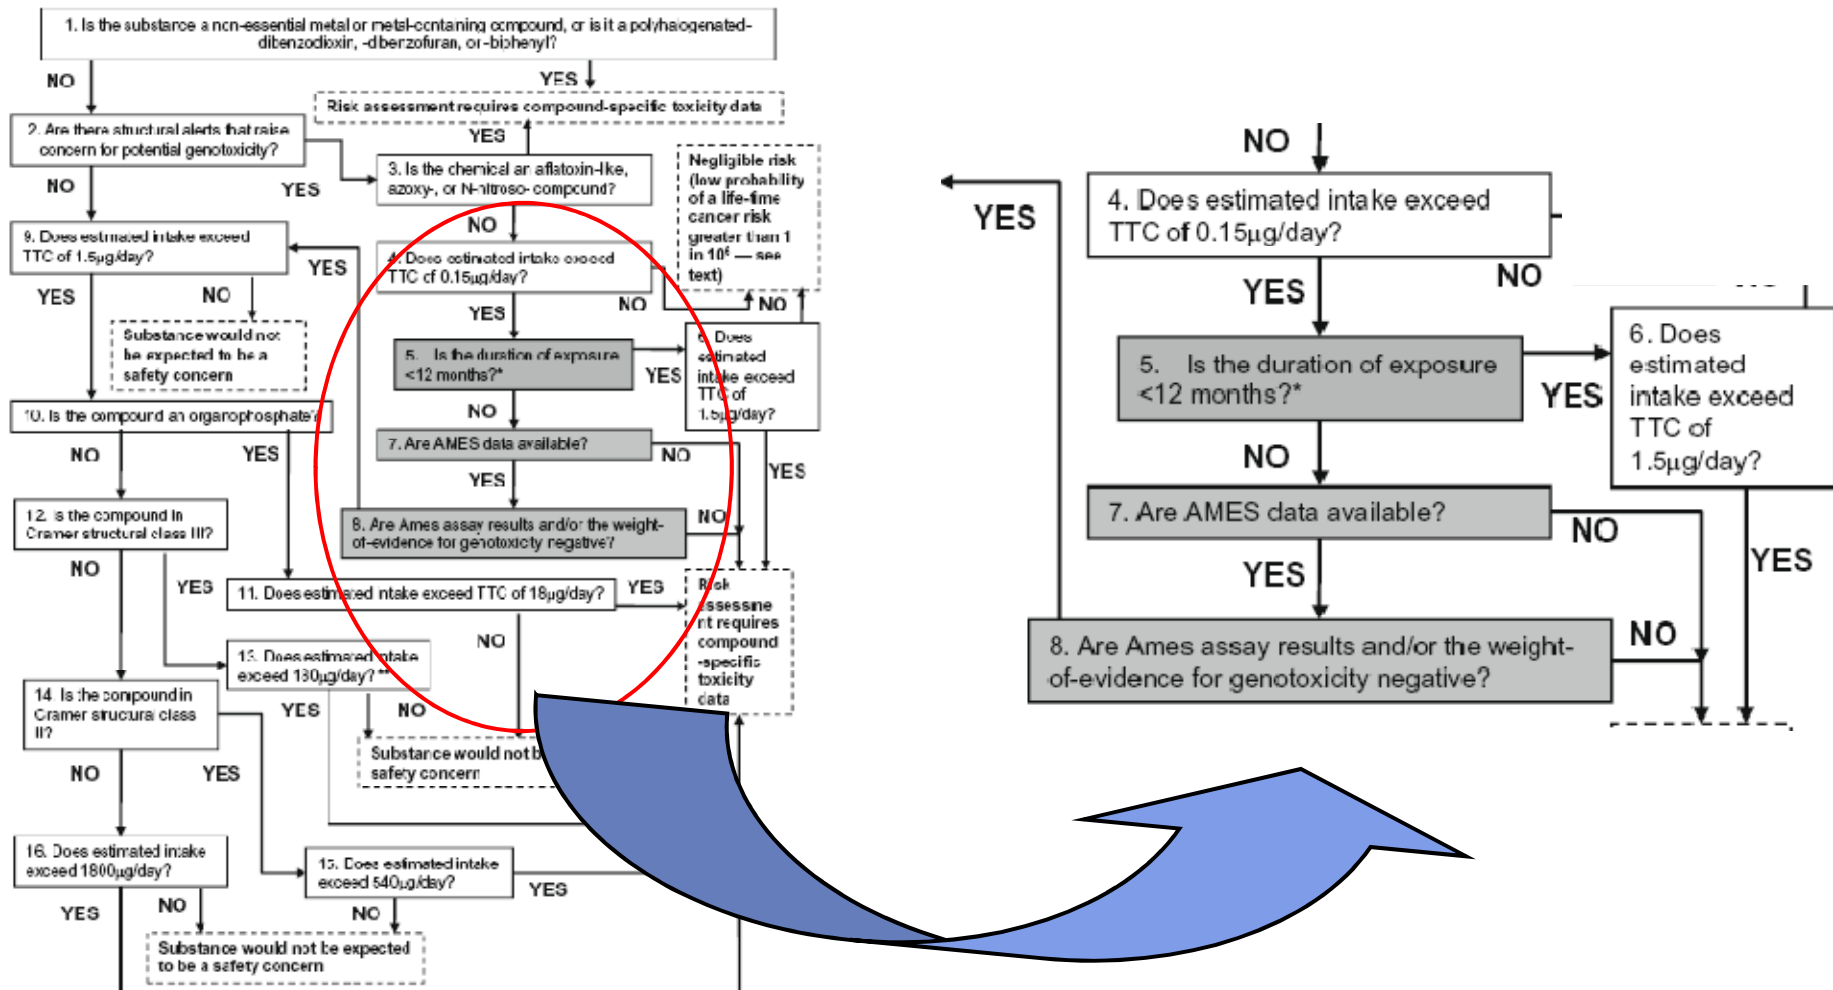 1. Is the substance a non-essential metal or metal-containing compound, or is it a polyhalogenated-
dibenzodioxin, -dibenzofuran, or -biphenyl?
NO
YES
Risk assessment requires compound-specific toxicity data
2. Are there structural alerts that raise
concern for potential genotoxicity?
YES
3. Is the chemical an aflatoxin-like,
azoxy-, or N-nitroso- compound?
Negligible risk
(low probability
of a life-time
cancer risk
greater than 1
in 10⁶ — see
text)
NO
YES
NO
9. Does estimated intake exceed
TTC of 1.5µg/day?
YES
4. Does estimated intake exceed
TTC of 0.15µg/day?
YES
NO
NO
NO
YES
Substance would not
be expected to be a
safety concern
5. Is the duration of exposure
<12 months?*
YES
6. Does
estimated
intake exceed
TTC of
1.5µg/day?
NO
10. Is the compound an organophosphate?
7. Are AMES data available?
NO
NO
YES
YES
YES
12. Is the compound in
Cramer structural class III?
8. Are Ames assay results and/or the weight-
of-evidence for genotoxicity negative?
NO
NO
YES
11. Does estimated intake exceed TTC of 18µg/day?
YES
Risk
assessme
nt requires
compound
-specific
toxicity
data
NO
13. Does estimated intake
exceed 180µg/day? **
14. Is the compound in
Cramer structural class
II?
YES
NO
Substance would not b
safety concern
NO
YES
16. Does estimated intake
exceed 1800µg/day?
15. Does estimated intake
exceed 540µg/day?
YES
YES
NO
NO
Substance would not be expected
to be a safety concern
NO
YES
4. Does estimated intake exceed
TTC of 0.15µg/day?
NO
YES
5. Is the duration of exposure
<12 months?*
YES
6. Does
estimated
intake exceed
TTC of
1.5µg/day?
NO
7. Are AMES data available?
NO
YES
YES
8. Are Ames assay results and/or the weight-
of-evidence for genotoxicity negative?
NO